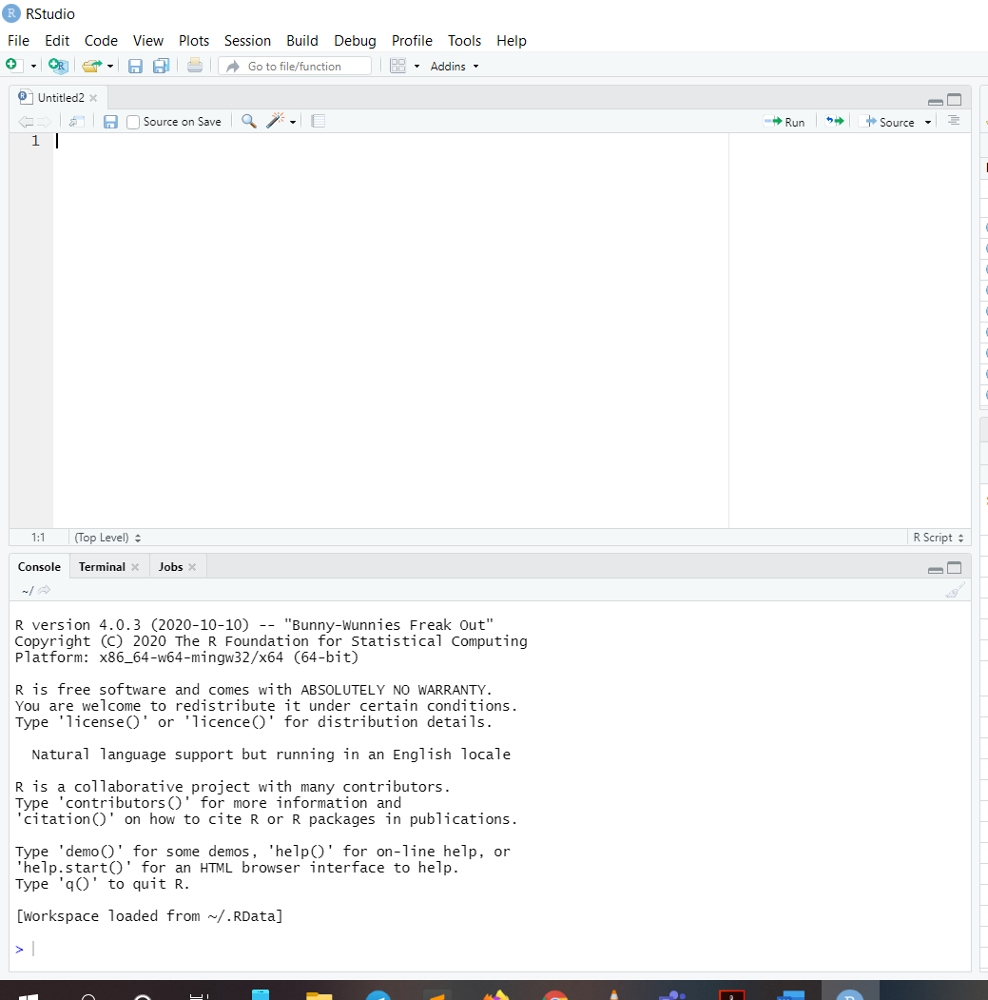 RStudio
File Edit Code View Plots Session Build Debug Profile Tools Help
Go to file/function Addins
Untitled2
Source on Save Run Source
1
1:1 (Top Level) R Script
Console Terminal Jobs
~/
R version 4.0.3 (2020-10-10) -- "Bunny-Wunnies Freak Out"
Copyright (C) 2020 The R Foundation for Statistical Computing
Platform: x86_64-w64-mingw32/x64 (64-bit)
R is free software and comes with ABSOLUTELY NO WARRANTY.
You are welcome to redistribute it under certain conditions.
Type 'license()' or 'licence()' for distribution details.
Natural language support but running in an English locale
R is a collaborative project with many contributors.
Type 'contributors()' for more information and
'citation()' on how to cite R or R packages in publications.
Type 'demo()' for some demos, 'help()' for on-line help, or
'help.start()' for an HTML browser interface to help.
Type 'q()' to quit R.
[Workspace loaded from ~/.RData]
>